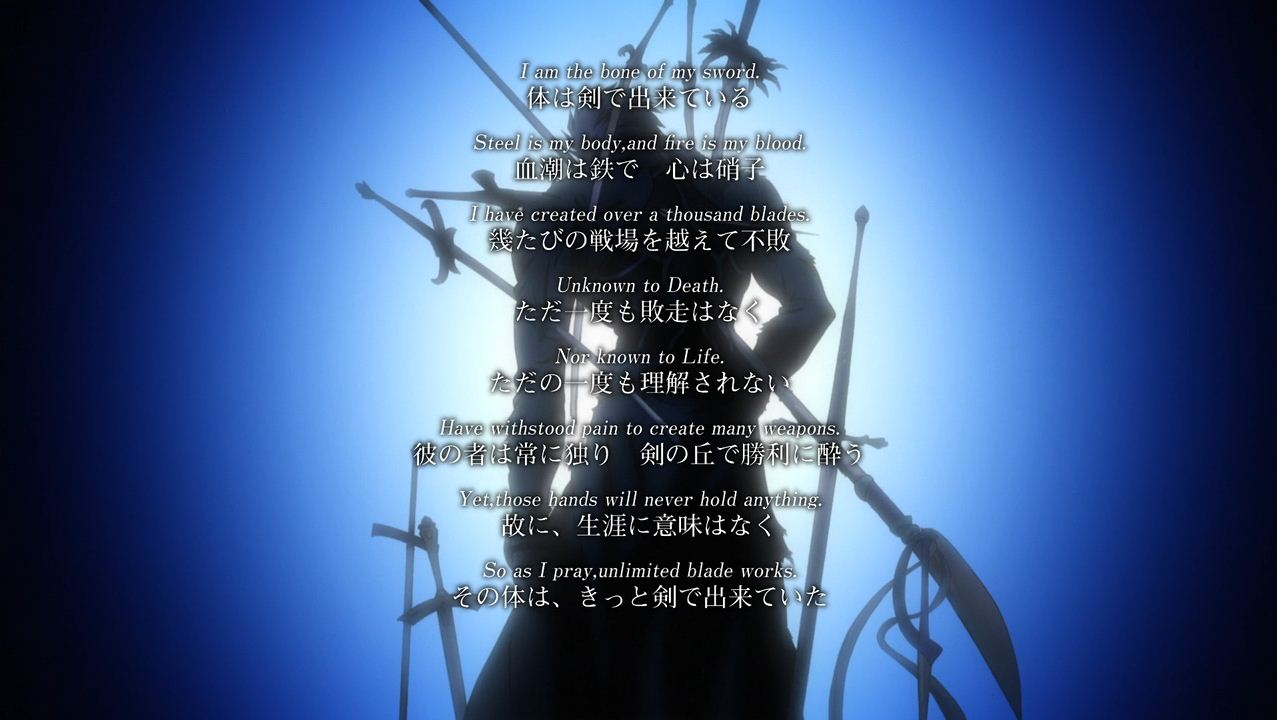 I am the bone of my sword.
体は剣で出来ている
Steel is my body,and fire is my blood.
血潮は鉄で　心は硝子
I have created over a thousand blades.
幾たびの戦場を越えて不敗
Unknown to Death.
ただ一度も敗走はなく
Nor known to Life.
ただの一度も理解されない
Have withstood pain to create many weapons.
彼の者は常に独り　剣の丘で勝利に酔う
Yet,those hands will never hold anything.
故に、生涯に意味はなく
So as I pray,unlimited blade works.
その体は、きっと剣で出来ていた